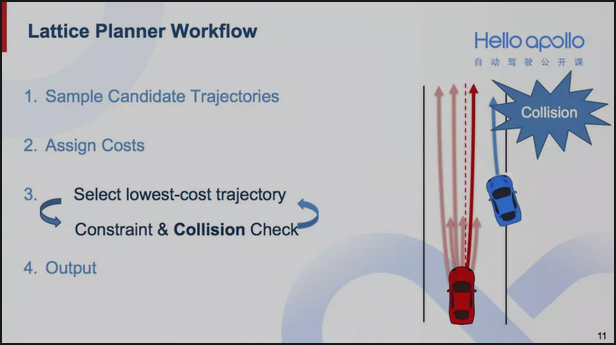 Lattice Planner Workflow
Hello apollo
自动驾驶公开课
1. Sample Candidate Trajectories
Collision
2. Assign Costs
3. Select lowest-cost trajectory
Constraint & Collision Check
4. Output
11